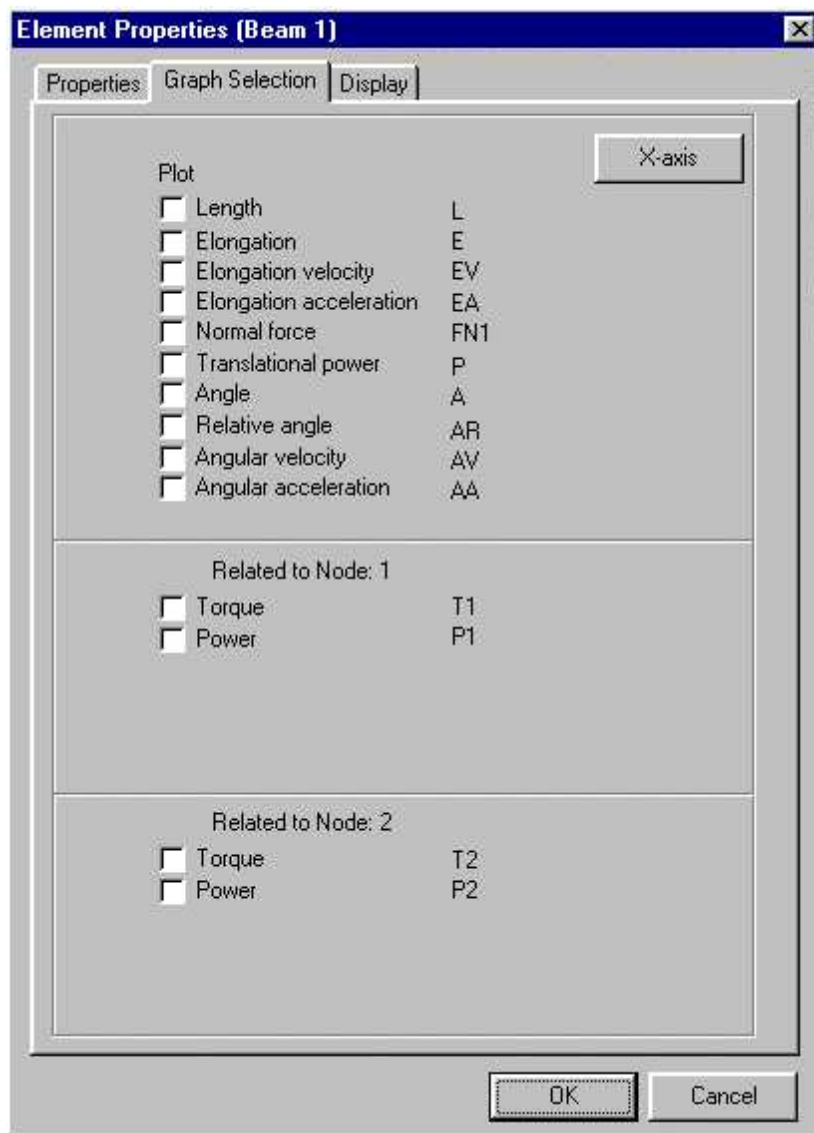 Element Properties (Beam 1)
Properties Graph Selection Display
X-axis
Plot
Length L
Elongation E
Elongation velocity EV
Elongation acceleration EA
Normal force FN1
Translational power P
Angle A
Relative angle AR
Angular velocity AV
Angular acceleration AA
Related to Node: 1
Torque T1
Power P1
Related to Node: 2
Torque T2
Power P2
OK Cancel